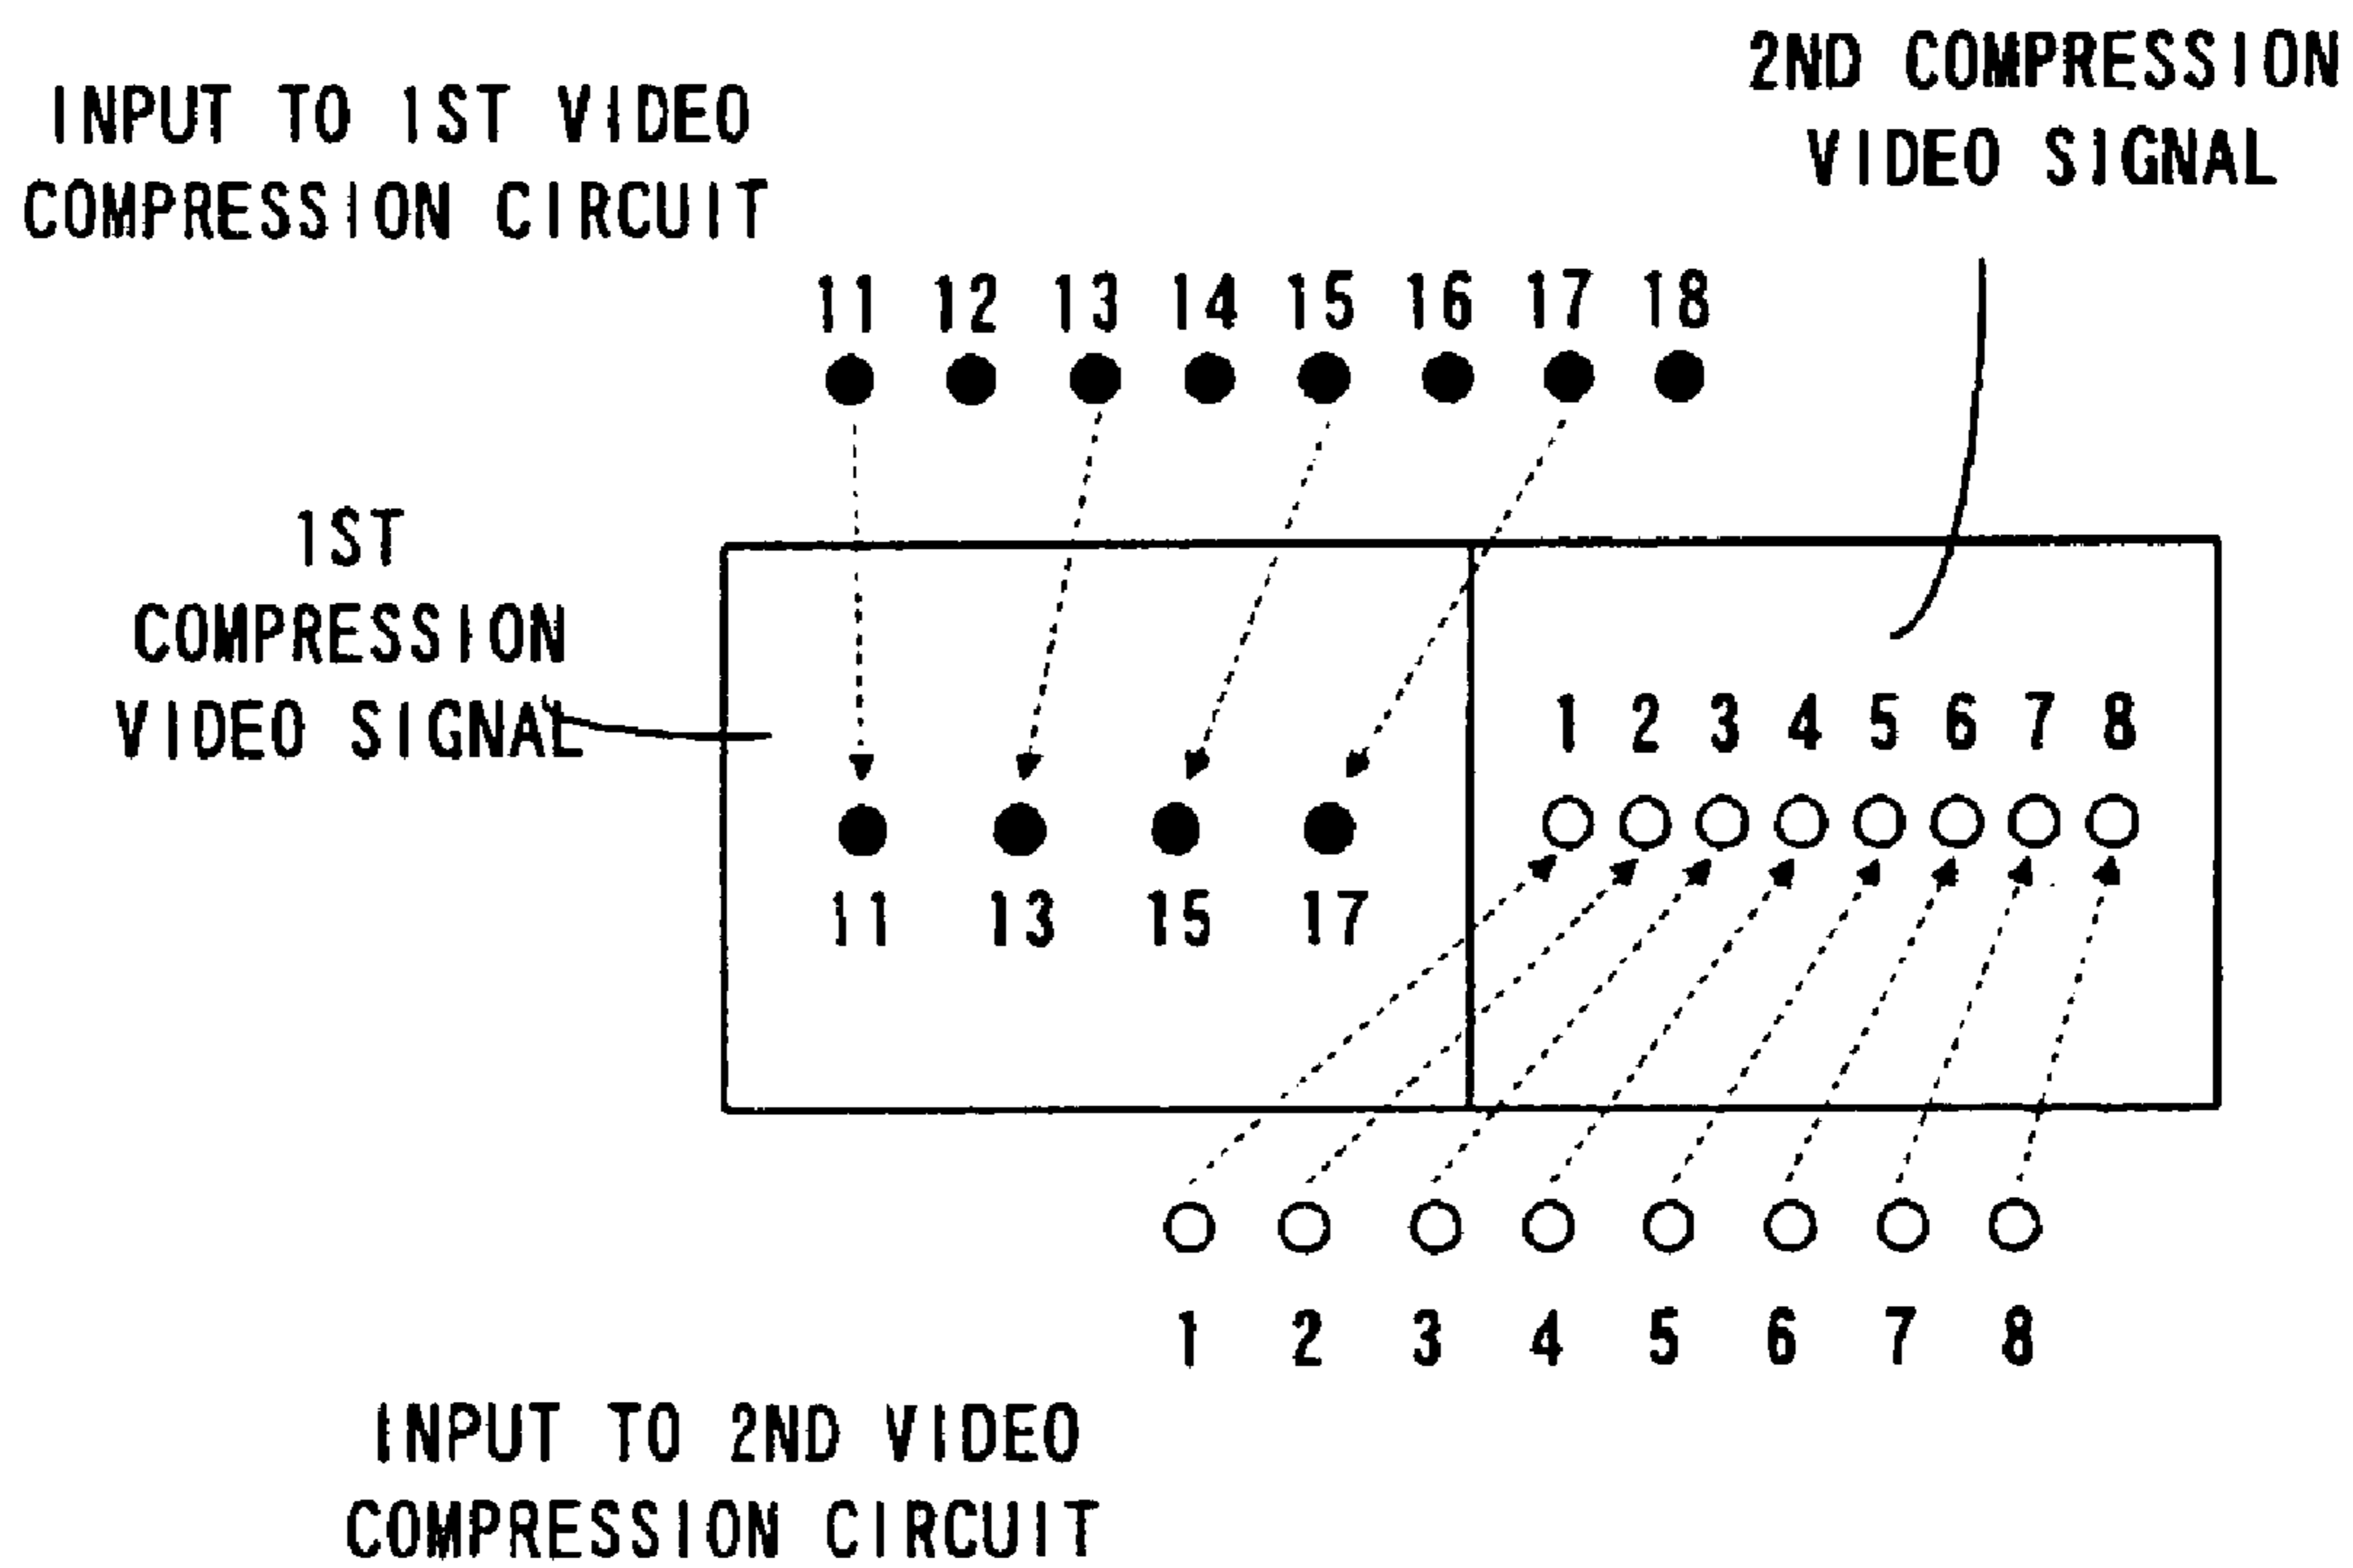 2ND COMPRESSION
VIDEO SIGNAL
INPUT TO 1ST VIDEO
COMPRESSION CIRCUIT
11 12 13 14 15 16 17 18
1ST
COMPRESSION
VIDEO SIGNAL
1 2 3 4 5 6 7 8
11 13 15 17
1 2 3 4 5 6 7 8
INPUT TO 2ND VIDEO
COMPRESSION CIRCUIT